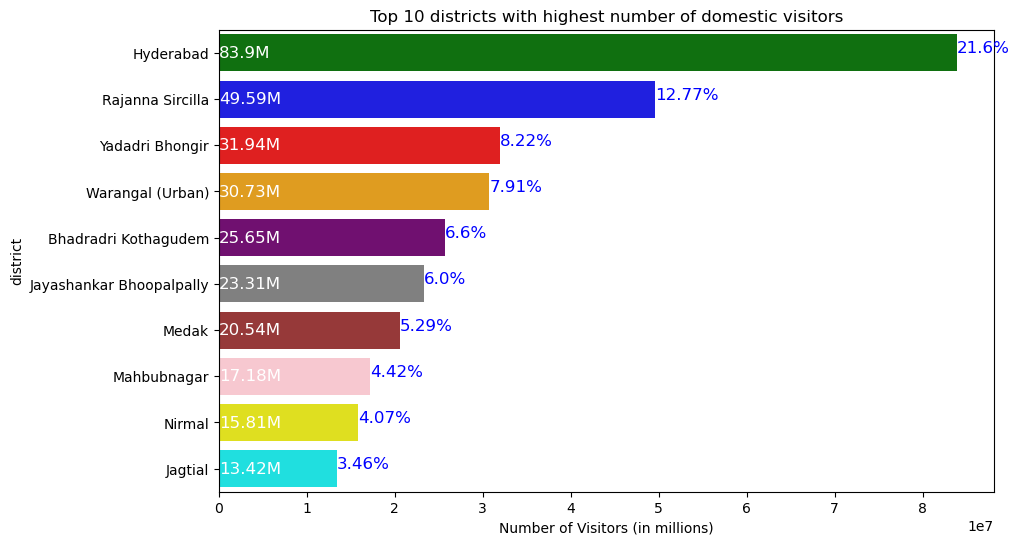 Top 10 districts with highest number of domestic visitors
Hyderabad 83.9M 21.6%
Rajanna Sircilla 49.59M 12.77%
Yadadri Bhongir 31.94M 8.22%
Warangal (Urban) 30.73M 7.91%
Bhadradri Kothagudem 25.65M 6.6%
Jayashankar Bhoopalpally 23.31M 6.0%
Medak 20.54M 5.29%
Mahbubnagar 17.18M 4.42%
Nirmal 15.81M 4.07%
Jagtial 13.42M 3.46%
district
0 1 2 3 4 5 6 7 8
1e7
Number of Visitors (in millions)